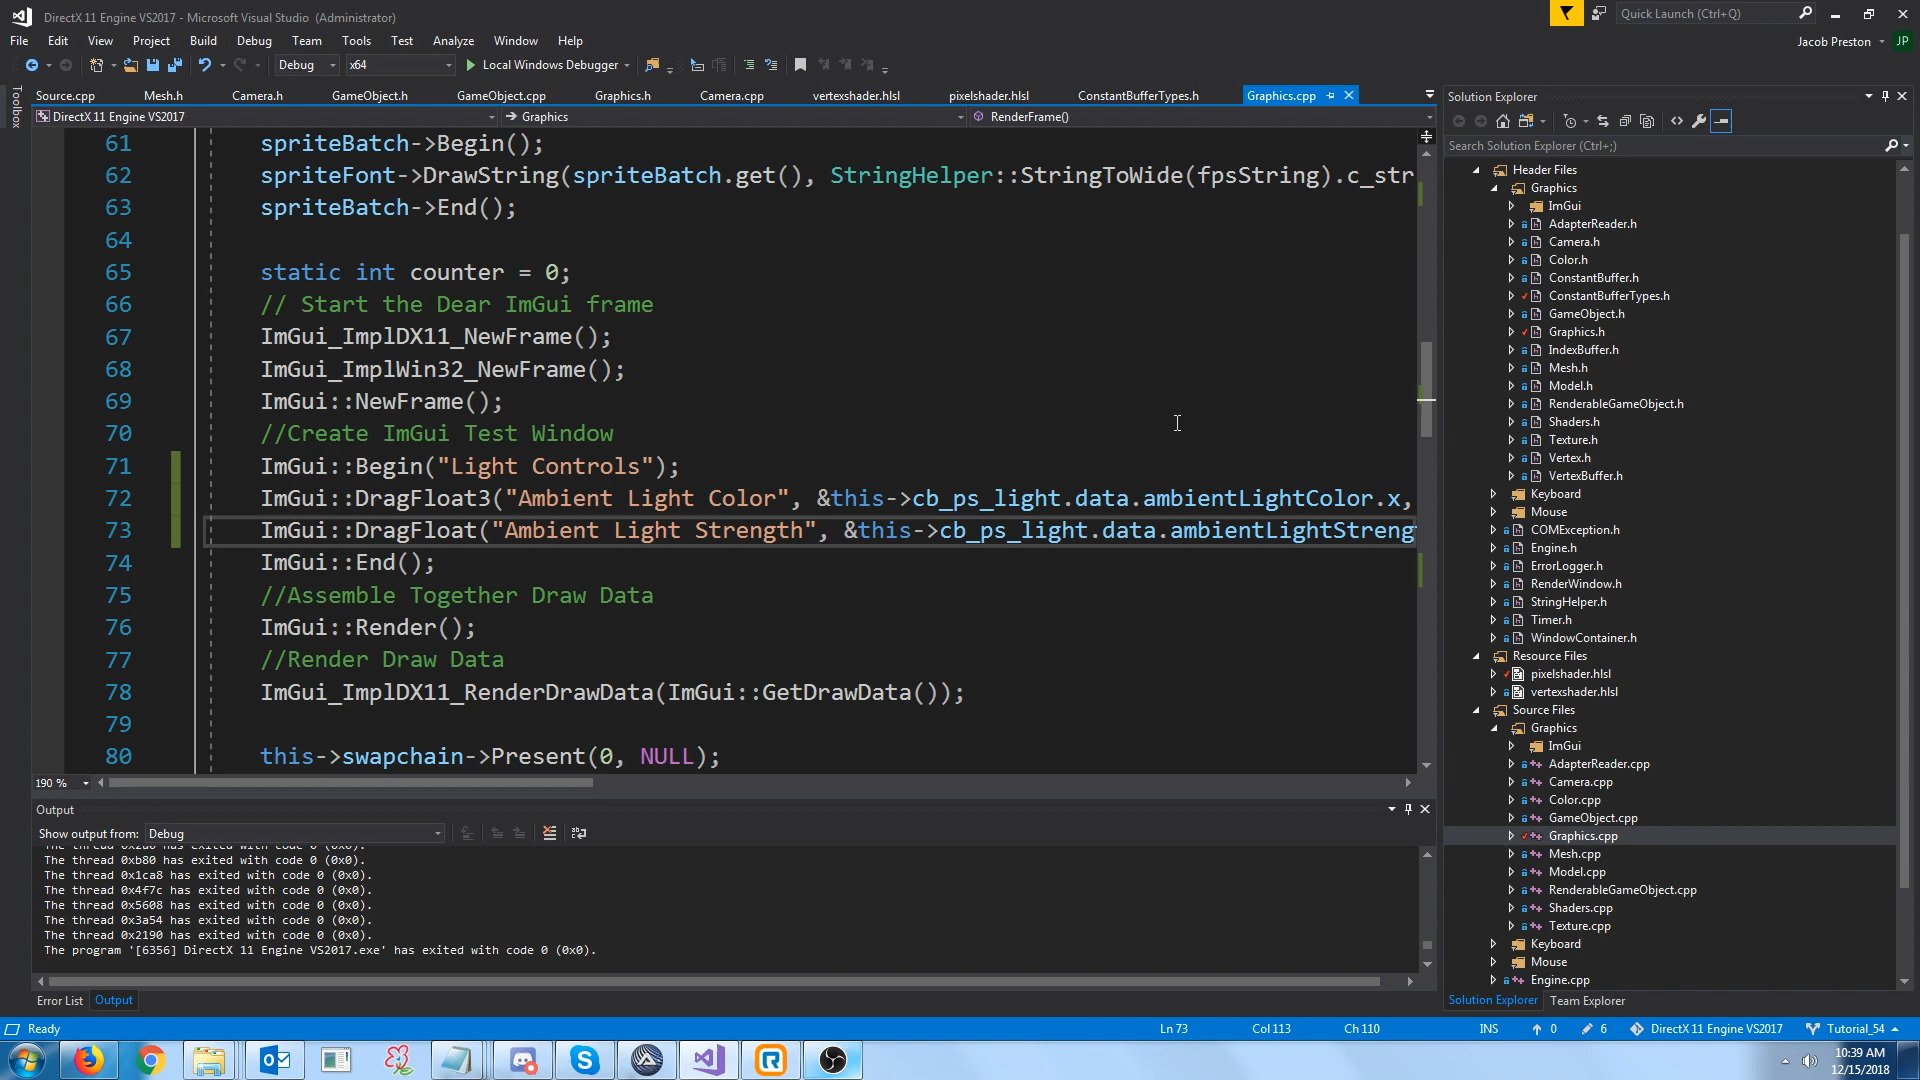 DirectX 11 Engine VS2017 - Microsoft Visual Studio (Administrator)
Quick Launch (Ctrl+Q)
File Edit View Project Build Debug Team Tools Test Analyze Window Help
Jacob Preston JP
Debug x64 Local Windows Debugger
Toolbox
Source.cpp Mesh.h Camera.h GameObject.h GameObject.cpp Graphics.h Camera.cpp vertexshader.hlsl pixelshader.hlsl ConstantBufferTypes.h Graphics.cpp
DirectX 11 Engine VS2017 Graphics RenderFrame()
61 spriteBatch->Begin();
62 spriteFont->DrawString(spriteBatch.get(), StringHelper::StringToWide(fpsString).c_str
63 spriteBatch->End();
64
65 static int counter = 0;
66 // Start the Dear ImGui frame
67 ImGui_ImplDX11_NewFrame();
68 ImGui_ImplWin32_NewFrame();
69 ImGui::NewFrame();
70 //Create ImGui Test Window
71 ImGui::Begin("Light Controls");
72 ImGui::DragFloat3("Ambient Light Color", &this->cb_ps_light.data.ambientLightColor.x,
73 ImGui::DragFloat("Ambient Light Strength", &this->cb_ps_light.data.ambientLightStreng
74 ImGui::End();
75 //Assemble Together Draw Data
76 ImGui::Render();
77 //Render Draw Data
78 ImGui_ImplDX11_RenderDrawData(ImGui::GetDrawData());
79
80 this->swapchain->Present(0, NULL);
190 %
Output
Show output from: Debug
The thread 0x2a0 has exited with code 0 (0x0).
The thread 0xb80 has exited with code 0 (0x0).
The thread 0x1ca8 has exited with code 0 (0x0).
The thread 0x4f7c has exited with code 0 (0x0).
The thread 0x5608 has exited with code 0 (0x0).
The thread 0x3a54 has exited with code 0 (0x0).
The thread 0x2190 has exited with code 0 (0x0).
The program '[6356] DirectX 11 Engine VS2017.exe' has exited with code 0 (0x0).
Error List Output
Solution Explorer
Search Solution Explorer (Ctrl+;)
Header Files
Graphics
ImGui
AdapterReader.h
Camera.h
Color.h
ConstantBuffer.h
ConstantBufferTypes.h
GameObject.h
Graphics.h
IndexBuffer.h
Mesh.h
Model.h
RenderableGameObject.h
Shaders.h
Texture.h
Vertex.h
VertexBuffer.h
Keyboard
Mouse
COMException.h
Engine.h
ErrorLogger.h
RenderWindow.h
StringHelper.h
Timer.h
WindowContainer.h
Resource Files
pixelshader.hlsl
vertexshader.hlsl
Source Files
Graphics
ImGui
AdapterReader.cpp
Camera.cpp
Color.cpp
GameObject.cpp
Graphics.cpp
Mesh.cpp
Model.cpp
RenderableGameObject.cpp
Shaders.cpp
Texture.cpp
Keyboard
Mouse
Engine.cpp
Solution Explorer Team Explorer
Ready Ln 73 Col 113 Ch 110 INS 0 6 DirectX 11 Engine VS2017 Tutorial_54
10:39 AM
12/15/2018